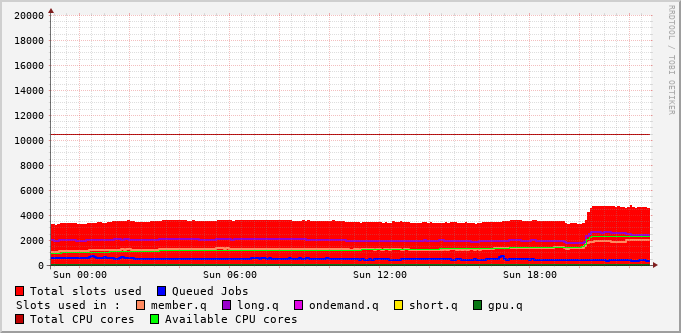 RRDTOOL / TOBI OETIKER
20000
18000
16000
14000
12000
10000
8000
6000
4000
2000
0
Sun 00:00 Sun 06:00 Sun 12:00 Sun 18:00
Total slots used Queued Jobs
Slots used in : member.q long.q ondemand.q short.q gpu.q
Total CPU cores Available CPU cores